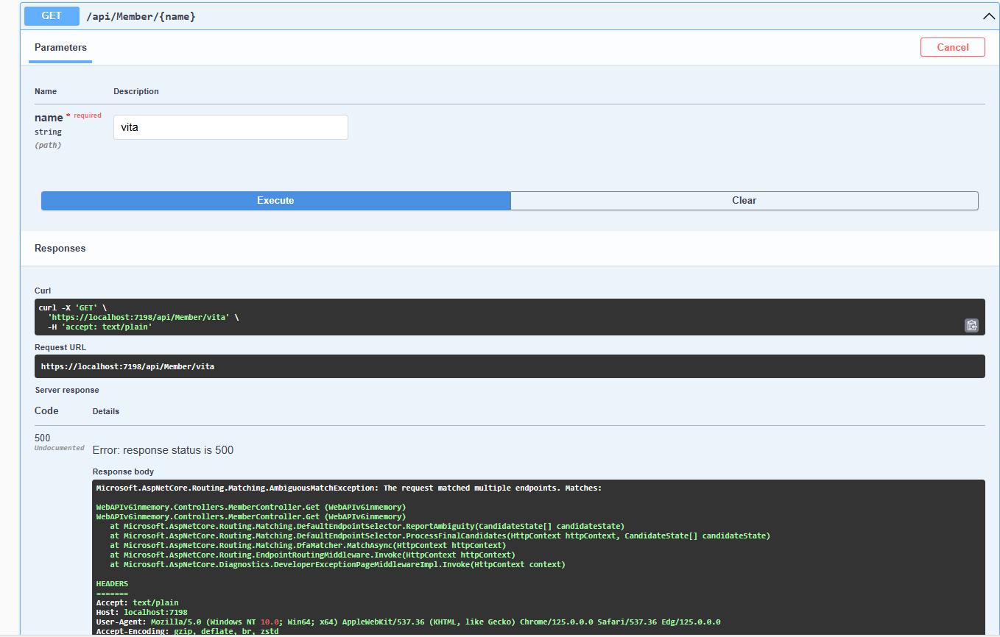 GET /api/Member/{name}
Parameters Cancel
Name Description
name * required
string
(path)
vita
Execute Clear
Responses
Curl
curl -X 'GET' \
  'https://localhost:7198/api/Member/vita' \
  -H 'accept: text/plain'
Request URL
https://localhost:7198/api/Member/vita
Server response
Code Details
500
Undocumented
Error: response status is 500
Response body
Microsoft.AspNetCore.Routing.Matching.AmbiguousMatchException: The request matched multiple endpoints. Matches:
WebAPIv6inmemory.Controllers.MemberController.Get (WebAPIv6inmemory)
WebAPIv6inmemory.Controllers.MemberController.Get (WebAPIv6inmemory)
   at Microsoft.AspNetCore.Routing.Matching.DefaultEndpointSelector.ReportAmbiguity(CandidateState[] candidateState)
   at Microsoft.AspNetCore.Routing.Matching.DefaultEndpointSelector.ProcessFinalCandidates(HttpContext httpContext, CandidateState[] candidateState)
   at Microsoft.AspNetCore.Routing.Matching.DfaMatcher.MatchAsync(HttpContext httpContext)
   at Microsoft.AspNetCore.Routing.EndpointRoutingMiddleware.Invoke(HttpContext httpContext)
   at Microsoft.AspNetCore.Diagnostics.DeveloperExceptionPageMiddlewareImpl.Invoke(HttpContext context)
HEADERS
=======
Accept: text/plain
Host: localhost:7198
User-Agent: Mozilla/5.0 (Windows NT 10.0; Win64; x64) AppleWebKit/537.36 (KHTML, like Gecko) Chrome/125.0.0.0 Safari/537.36 Edg/125.0.0.0
Accept-Encoding: gzip, deflate, br, zstd